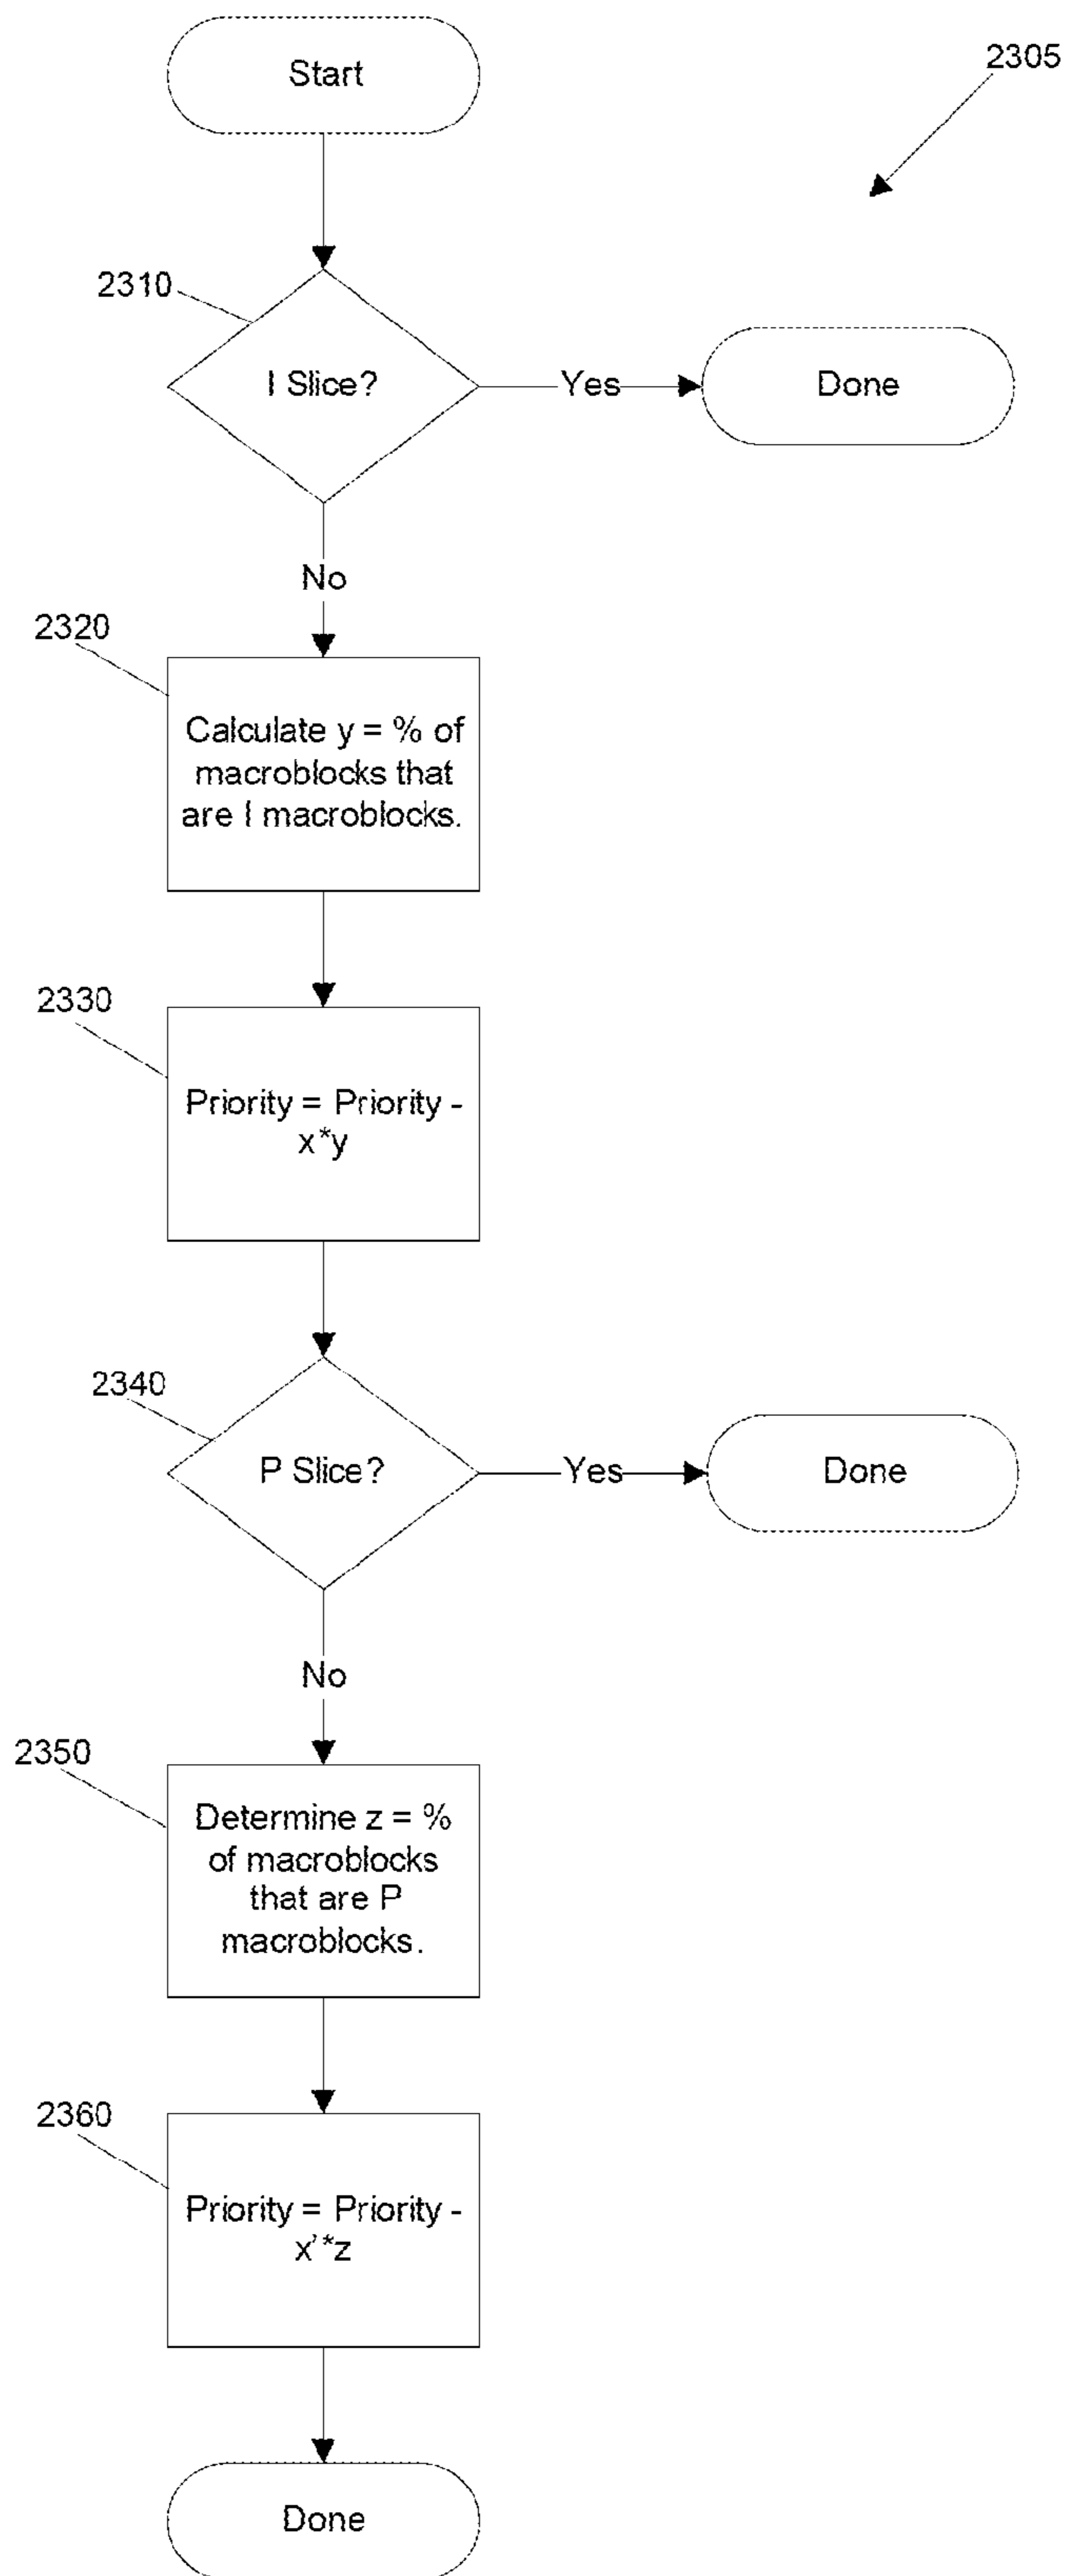 Start
2305
2310
I Slice?
Yes
Done
No
2320
Calculate y = % of
macroblocks that
are I macroblocks.
2330
Priority = Priority -
x*y
2340
P Slice?
Yes
Done
No
2350
Determine z = %
of macroblocks
that are P
macroblocks.
2360
Priority = Priority -
x'*z
Done